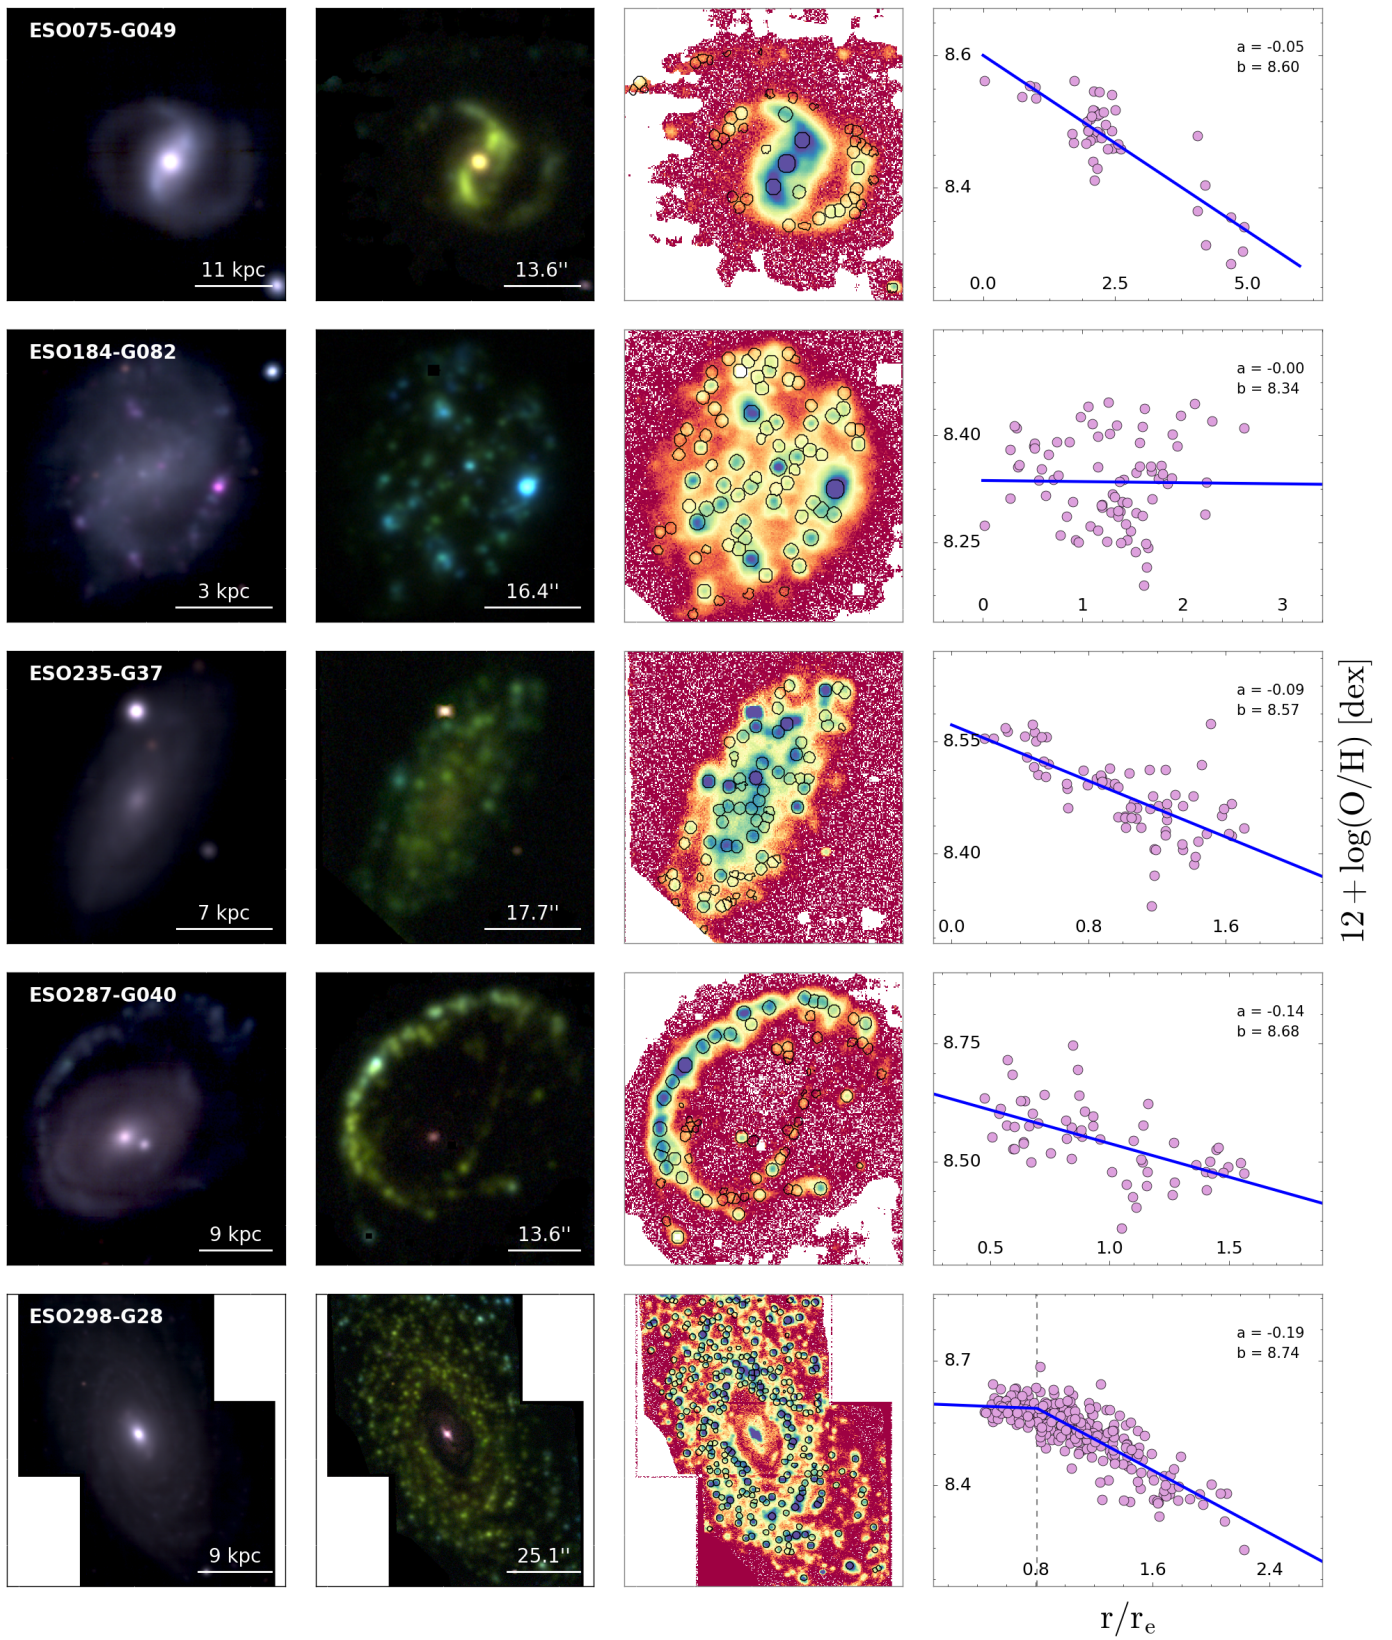 ESO075-G049
11 kpc
13.6''
a = -0.05
b = 8.60
8.6
8.4
0.0 2.5 5.0
ESO184-G082
3 kpc
16.4''
a = -0.00
b = 8.34
8.40
8.25
0 1 2 3
ESO235-G37
7 kpc
17.7''
a = -0.09
b = 8.57
8.55
8.40
0.0 0.8 1.6
ESO287-G040
9 kpc
13.6''
a = -0.14
b = 8.68
8.75
8.50
0.5 1.0 1.5
ESO298-G28
9 kpc
25.1''
a = -0.19
b = 8.74
8.7
8.4
0.8 1.6 2.4
r/rₑ
12 + log(O/H) [dex]